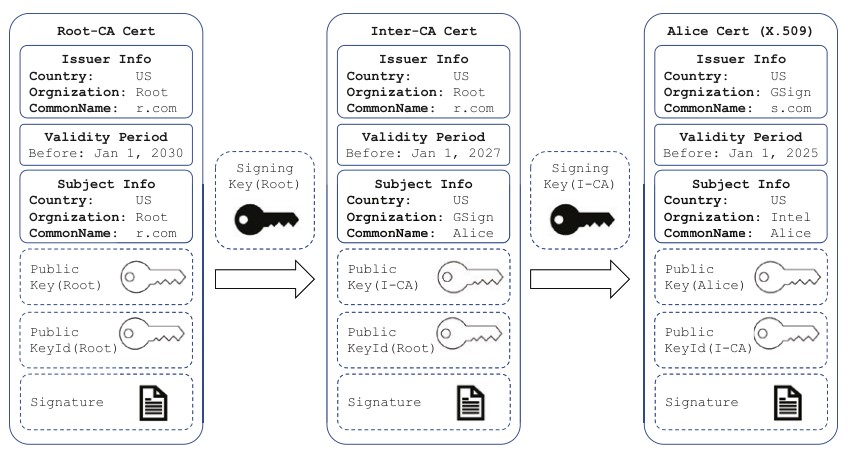 Root-CA Cert
Issuer Info
Country: US
Orgnization: Root
CommonName: r.com
Validity Period
Before: Jan 1, 2030
Subject Info
Country: US
Orgnization: Root
CommonName: r.com
Public
Key(Root)
Public
KeyId(Root)
Signature
Signing
Key(Root)
Inter-CA Cert
Issuer Info
Country: US
Orgnization: Root
CommonName: r.com
Validity Period
Before: Jan 1, 2027
Subject Info
Country: US
Orgnization: GSign
CommonName: Alice
Public
Key(I-CA)
Public
KeyId(Root)
Signature
Signing
Key(I-CA)
Alice Cert (X.509)
Issuer Info
Country: US
Orgnization: GSign
CommonName: s.com
Validity Period
Before: Jan 1, 2025
Subject Info
Country: US
Orgnization: Intel
CommonName: Alice
Public
Key(Alice)
Public
KeyId(I-CA)
Signature